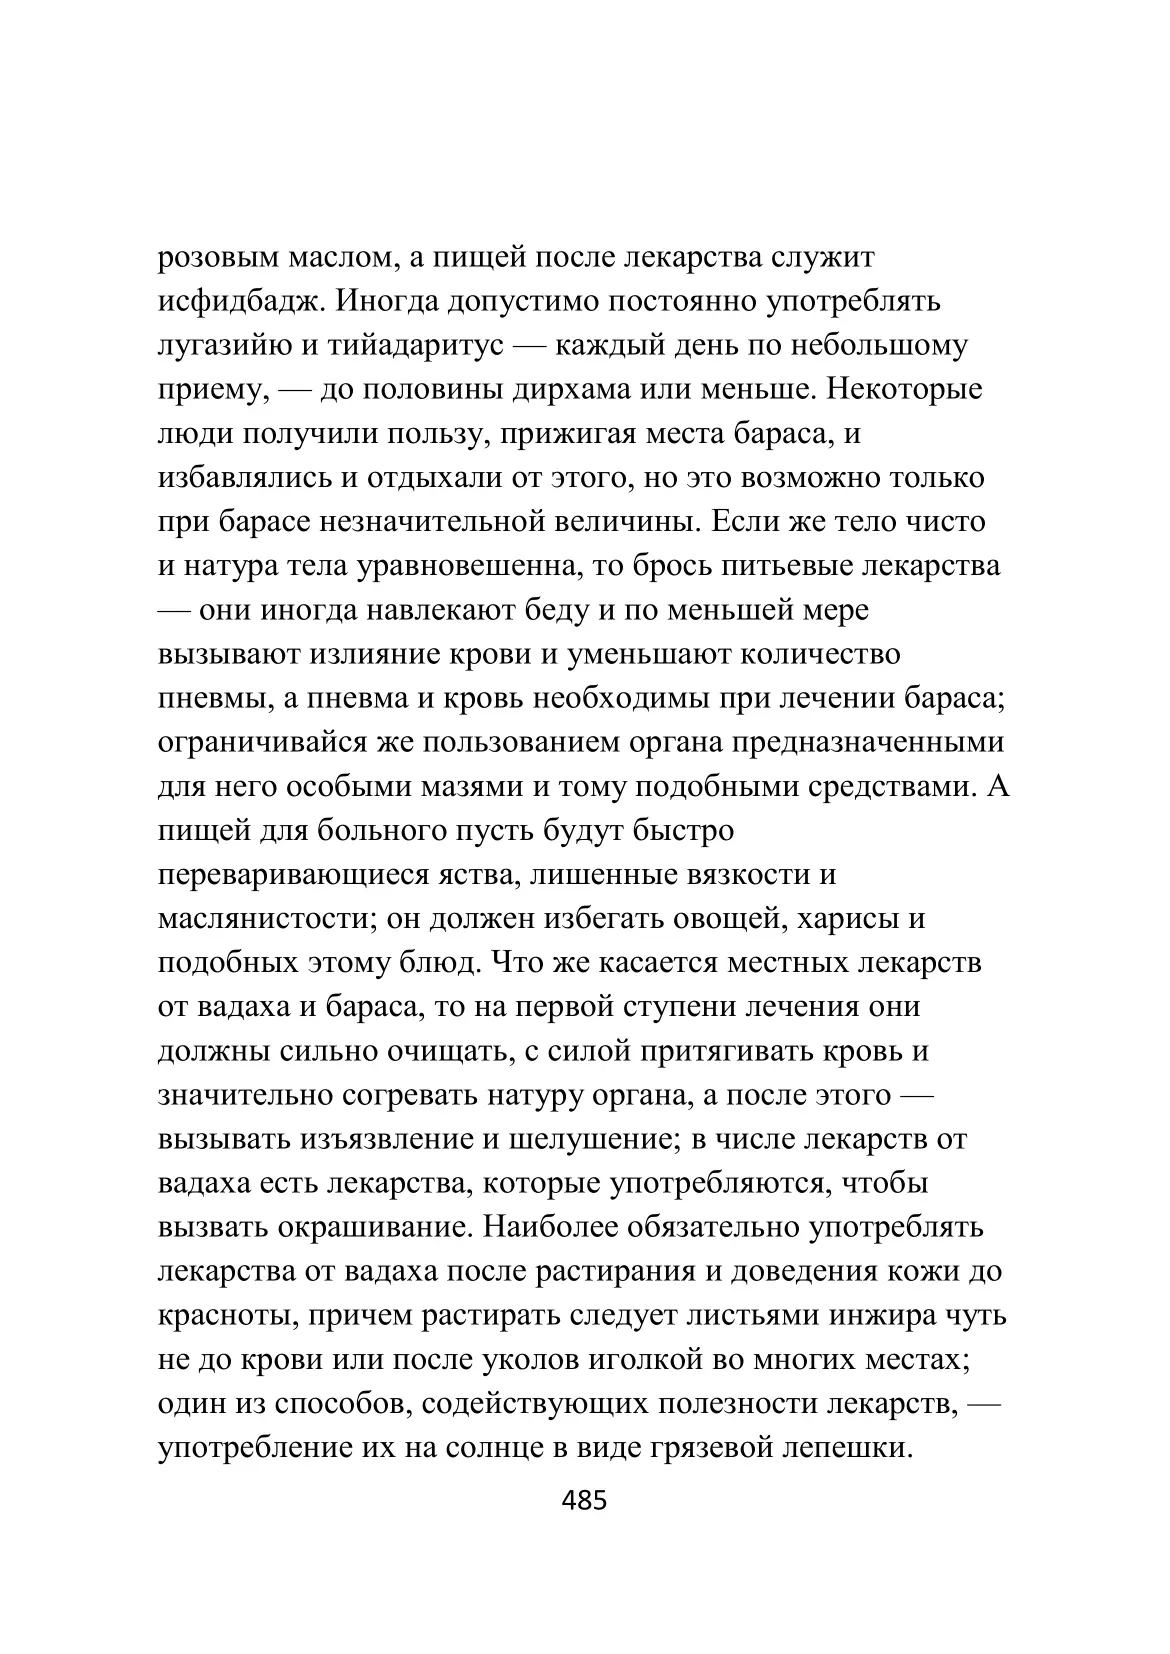 розовым маслом, а пищей после лекарства служит
исфидбадж. Иногда допустимо постоянно употреблять
лугазийю и тийадаритус — каждый день по небольшому
приему, — до половины дирхама или меньше. Некоторые
люди получили пользу, прижигая места бараса, и
избавлялись и отдыхали от этого, но это возможно только
при барасе незначительной величины. Если же тело чисто
и натура тела уравновешенна, то брось питьевые лекарства
— они иногда навлекают беду и по меньшей мере
вызывают излияние крови и уменьшают количество
пневмы, а пневма и кровь необходимы при лечении бараса;
ограничивайся же пользованием органа предназначенными
для него особыми мазями и тому подобными средствами. А
пищей для больного пусть будут быстро
переваривающиеся яства, лишенные вязкости и
маслянистости; он должен избегать овощей, харисы и
подобных этому блюд. Что же касается местных лекарств
от вадаха и бараса, то на первой ступени лечения они
должны сильно очищать, с силой притягивать кровь и
значительно согревать натуру органа, а после этого —
вызывать изъязвление и шелушение; в числе лекарств от
вадаха есть лекарства, которые употребляются, чтобы
вызвать окрашивание. Наиболее обязательно употреблять
лекарства от вадаха после растирания и доведения кожи до
красноты, причем растирать следует листьями инжира чуть
не до крови или после уколов иголкой во многих местах;
один из способов, содействующих полезности лекарств, —
употребление их на солнце в виде грязевой лепешки.
485